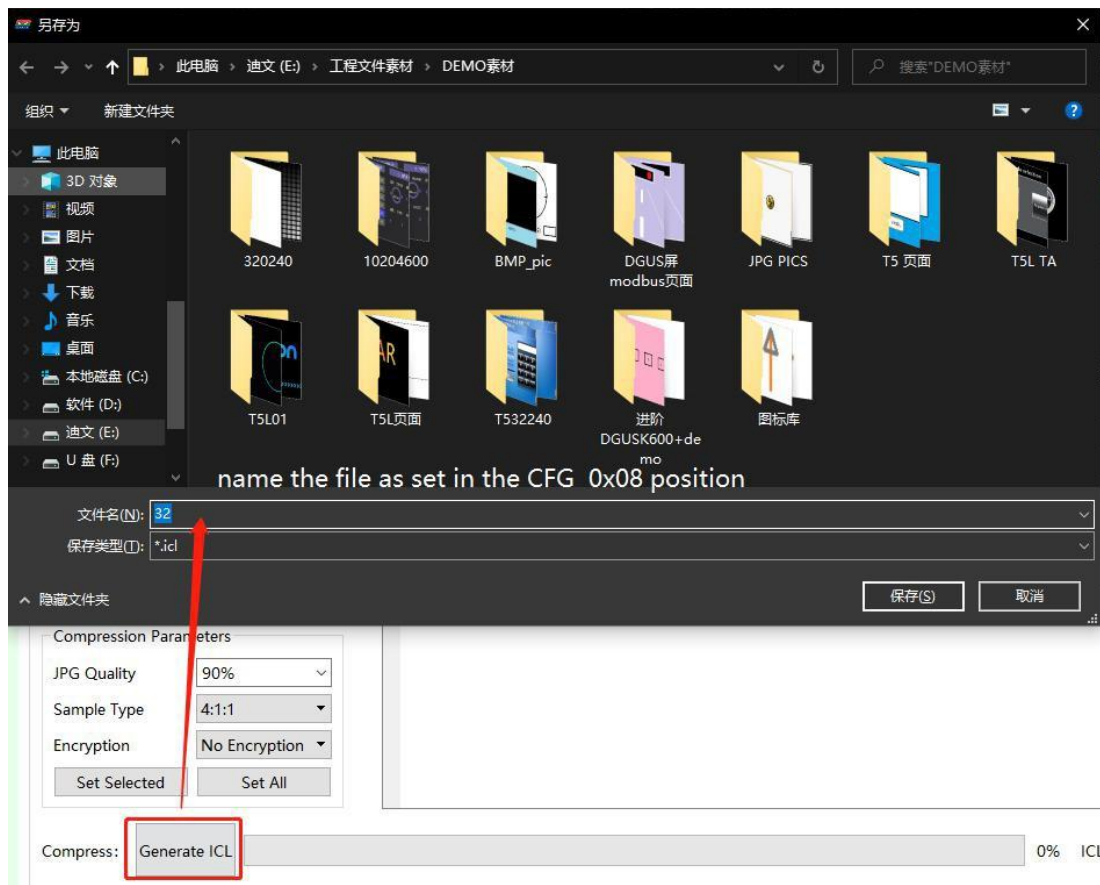 另存为
此电脑 › 迪文 (E:) › 工程文件素材 › DEMO素材
搜索"DEMO素材"
组织
新建文件夹
此电脑
3D 对象
视频
图片
文档
下载
音乐
桌面
本地磁盘 (C:)
软件 (D:)
迪文 (E:)
U 盘 (F:)
320240
10204600
BMP_pic
DGUS屏
modbus页面
JPG PICS
T5 页面
T5L TA
T5L01
T5L页面
T532240
进阶
DGUSK600+de
mo
图标库
name the file as set in the CFG 0x08 position
文件名(N): 32
保存类型(T): *.icl
隐藏文件夹
保存(S)
取消
Compression Parameters
JPG Quality 90%
Sample Type 4:1:1
Encryption No Encryption
Set Selected Set All
Compress: Generate ICL 0% ICL